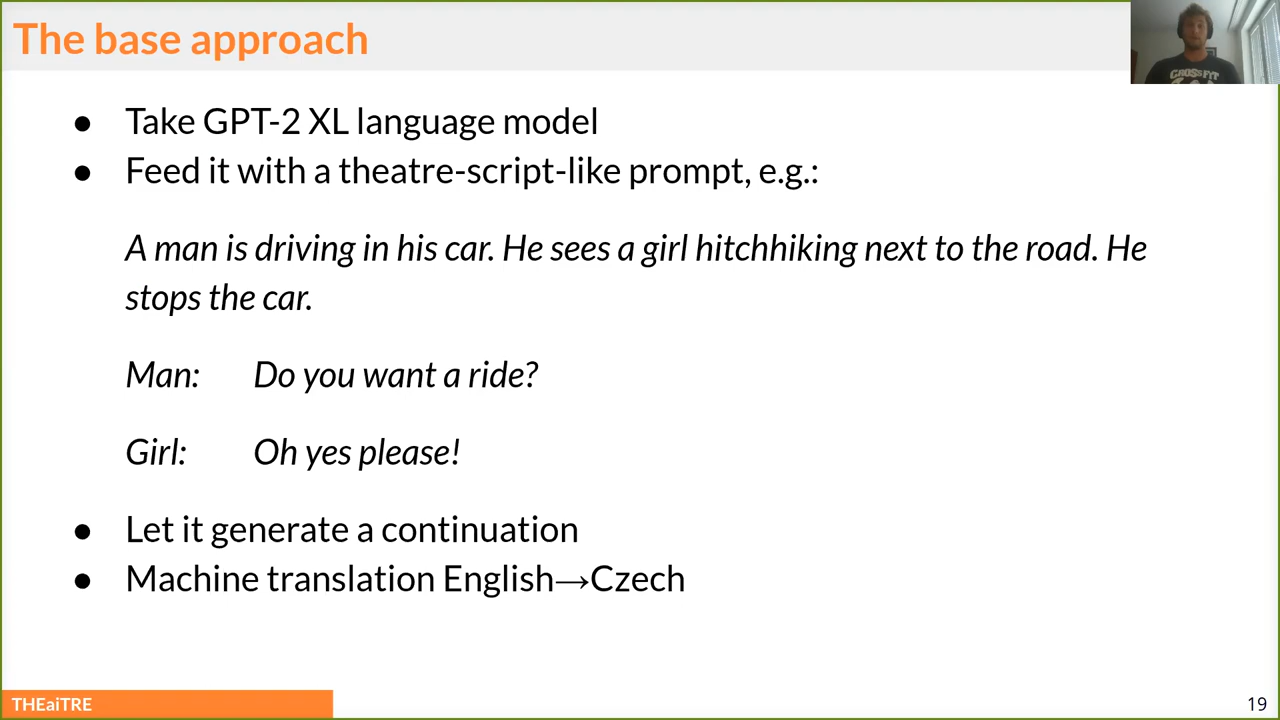 The base approach
CROSSFIT
● Take GPT-2 XL language model
● Feed it with a theatre-script-like prompt, e.g.:
A man is driving in his car. He sees a girl hitchhiking next to the road. He
stops the car.
Man: Do you want a ride?
Girl: Oh yes please!
● Let it generate a continuation
● Machine translation English→Czech
THEaiTRE
19